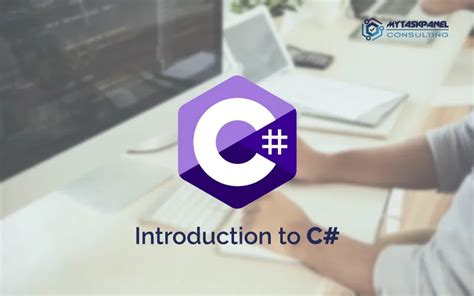 MYTASKPANEL
CONSULTING
C#
Introduction to C#